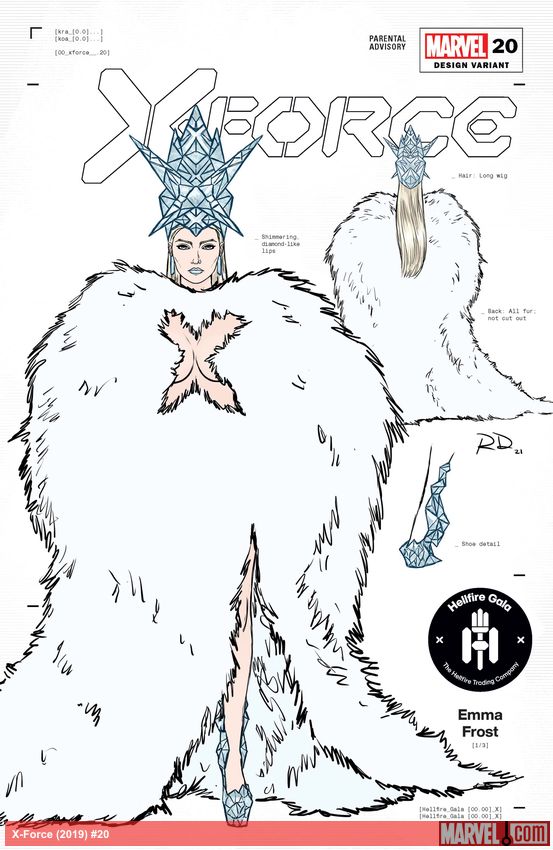 [kra_[0.0]...]
[koa_[0.0]...]
[00_xforce__.20]
PARENTAL
ADVISORY
MARVEL 20
DESIGN VARIANT
X-FORCE
_ Hair: Long wig
_ Shimmering,
diamond-like
lips
_ Back: All fur;
not cut out
RD.21
_ Shoe detail
Hellfire Gala
The Hellfire Trading Company
Emma
Frost
[1/3]
[Hellfire_Gala [00.00]_X]
[Hellfire_Gala [00.00]_X]
X-Force (2019) #20
MARVEL.com